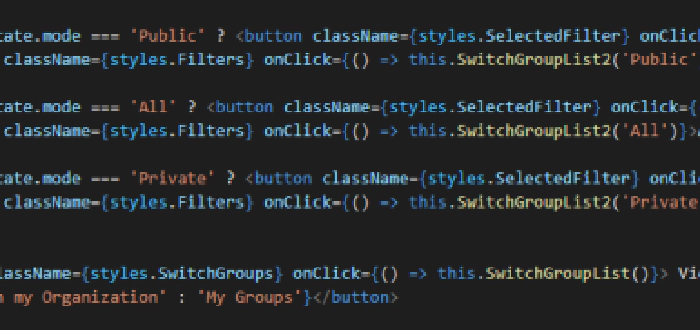 tate.mode === 'Public' ? <button className={styles.SelectedFilter} onClick
className={styles.Filters} onClick={() => this.SwitchGroupList2('Public'
tate.mode === 'All' ? <button className={styles.SelectedFilter} onClick={
className={styles.Filters} onClick={() => this.SwitchGroupList2('All')}>
tate.mode === 'Private' ? <button className={styles.SelectedFilter} onCli
className={styles.Filters} onClick={() => this.SwitchGroupList2('Private
lassName={styles.SwitchGroups} onClick={() => this.SwitchGroupList()}> Vi
my Organization' : 'My Groups'}</button>